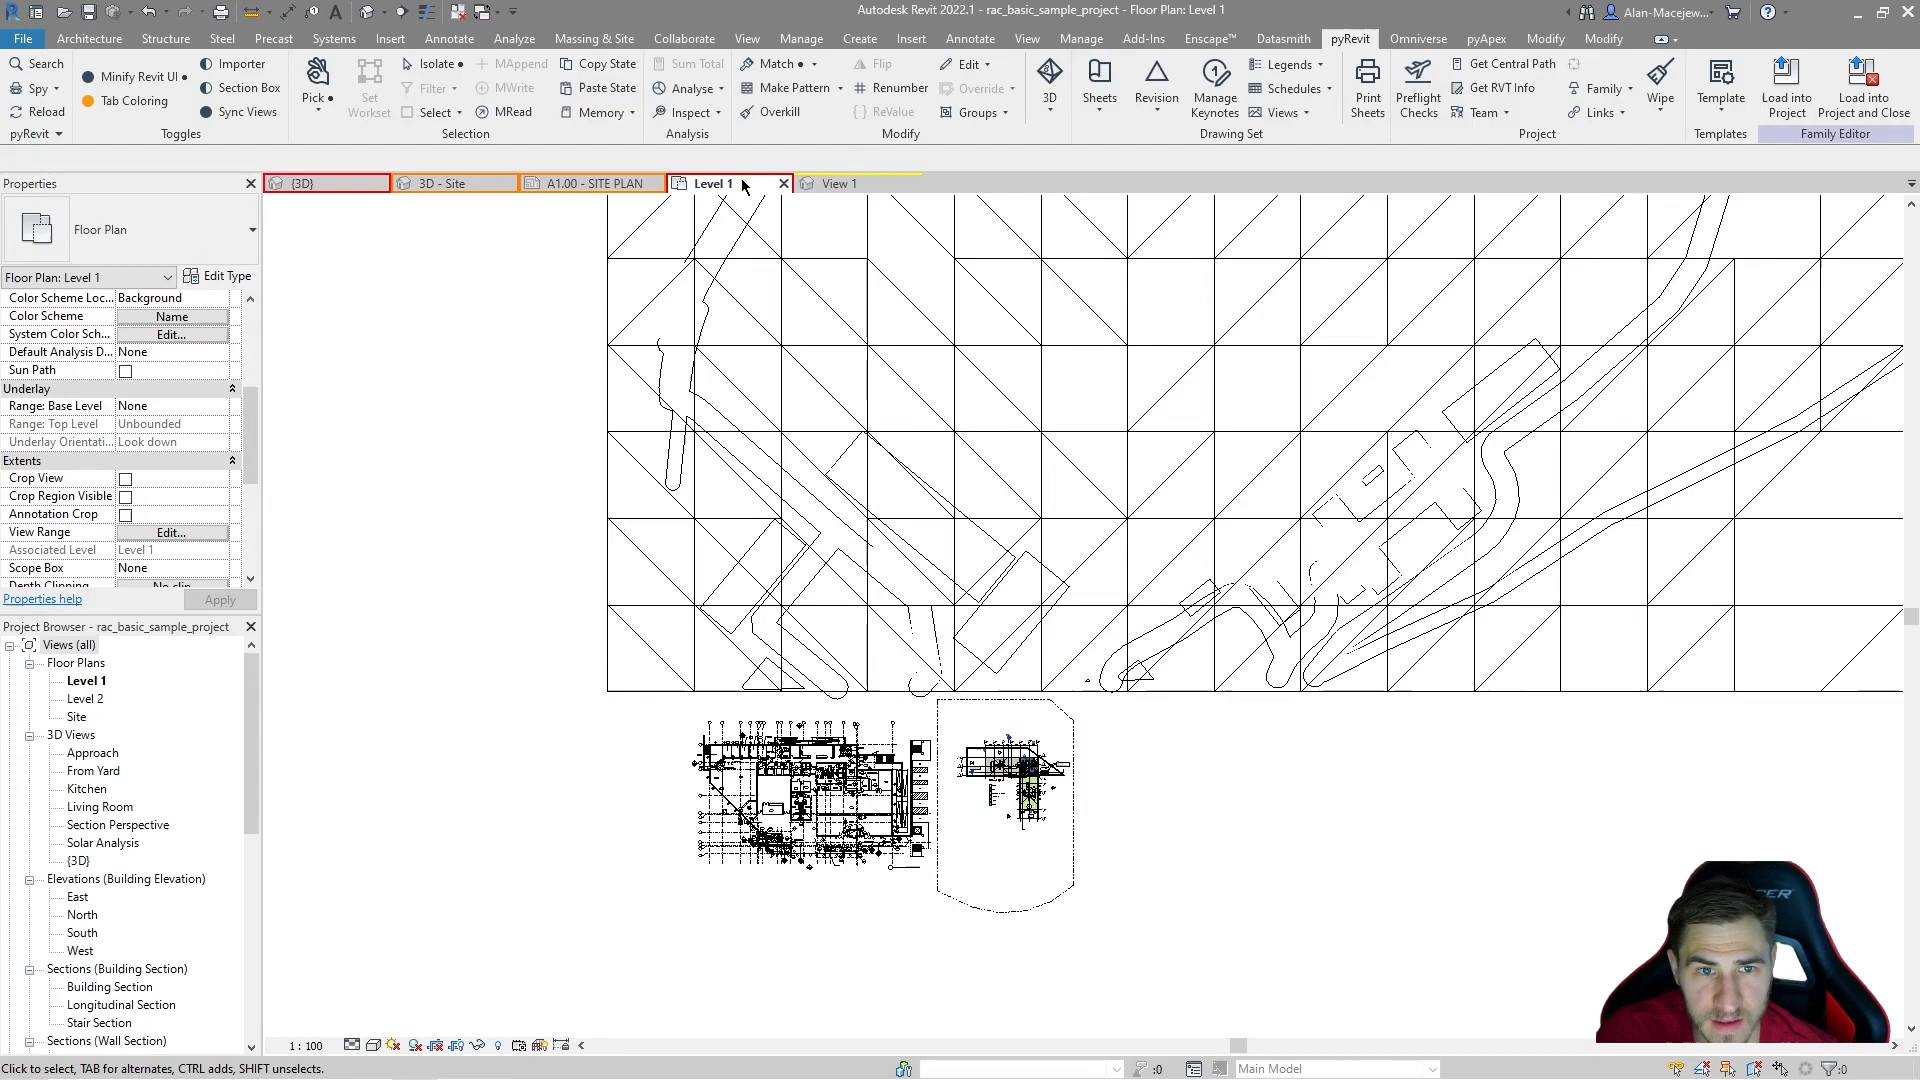 Autodesk Revit 2022.1 - rac_basic_sample_project - Floor Plan: Level 1
Alan-Macejew...
File Architecture Structure Steel Precast Systems Insert Annotate Analyze Massing & Site Collaborate View Manage Create Insert Annotate View Manage Add-Ins Enscape™ Datasmith pyRevit Omniverse pyApex Modify Modify
Search Minify Revit UI Importer Isolate MAppend Copy State Sum Total Match Flip Edit Legends Get Central Path
Spy Section Box Filter MWrite Paste State Analyse Make Pattern Renumber Override Schedules Get RVT Info Family
Tab Coloring
Pick Set Workset 3D Sheets Revision Manage Keynotes Print Sheets Preflight Checks Wipe Template Load into Project Load into Project and Close
Reload Sync Views Select MRead Memory Inspect Overkill ReValue Groups Views Team Links
pyRevit Toggles Selection Analysis Modify Drawing Set Project Templates Family Editor
Properties
{3D} 3D - Site A1.00 - SITE PLAN Level 1 View 1
Floor Plan
Floor Plan: Level 1 Edit Type
Color Scheme Loc... Background
Color Scheme Name
System Color Sch... Edit...
Default Analysis D... None
Sun Path
Underlay
Range: Base Level None
Range: Top Level Unbounded
Underlay Orientati... Look down
Extents
Crop View
Crop Region Visible
Annotation Crop
View Range Edit...
Associated Level Level 1
Scope Box None
Depth Clipping No clip
Properties help Apply
Project Browser - rac_basic_sample_project
Views (all)
Floor Plans
Level 1
Level 2
Site
3D Views
Approach
From Yard
Kitchen
Living Room
Section Perspective
Solar Analysis
{3D}
Elevations (Building Elevation)
East
North
South
West
Sections (Building Section)
Building Section
Longitudinal Section
Stair Section
Sections (Wall Section)
1 : 100
Click to select, TAB for alternates, CTRL adds, SHIFT unselects. :0 Main Model :0